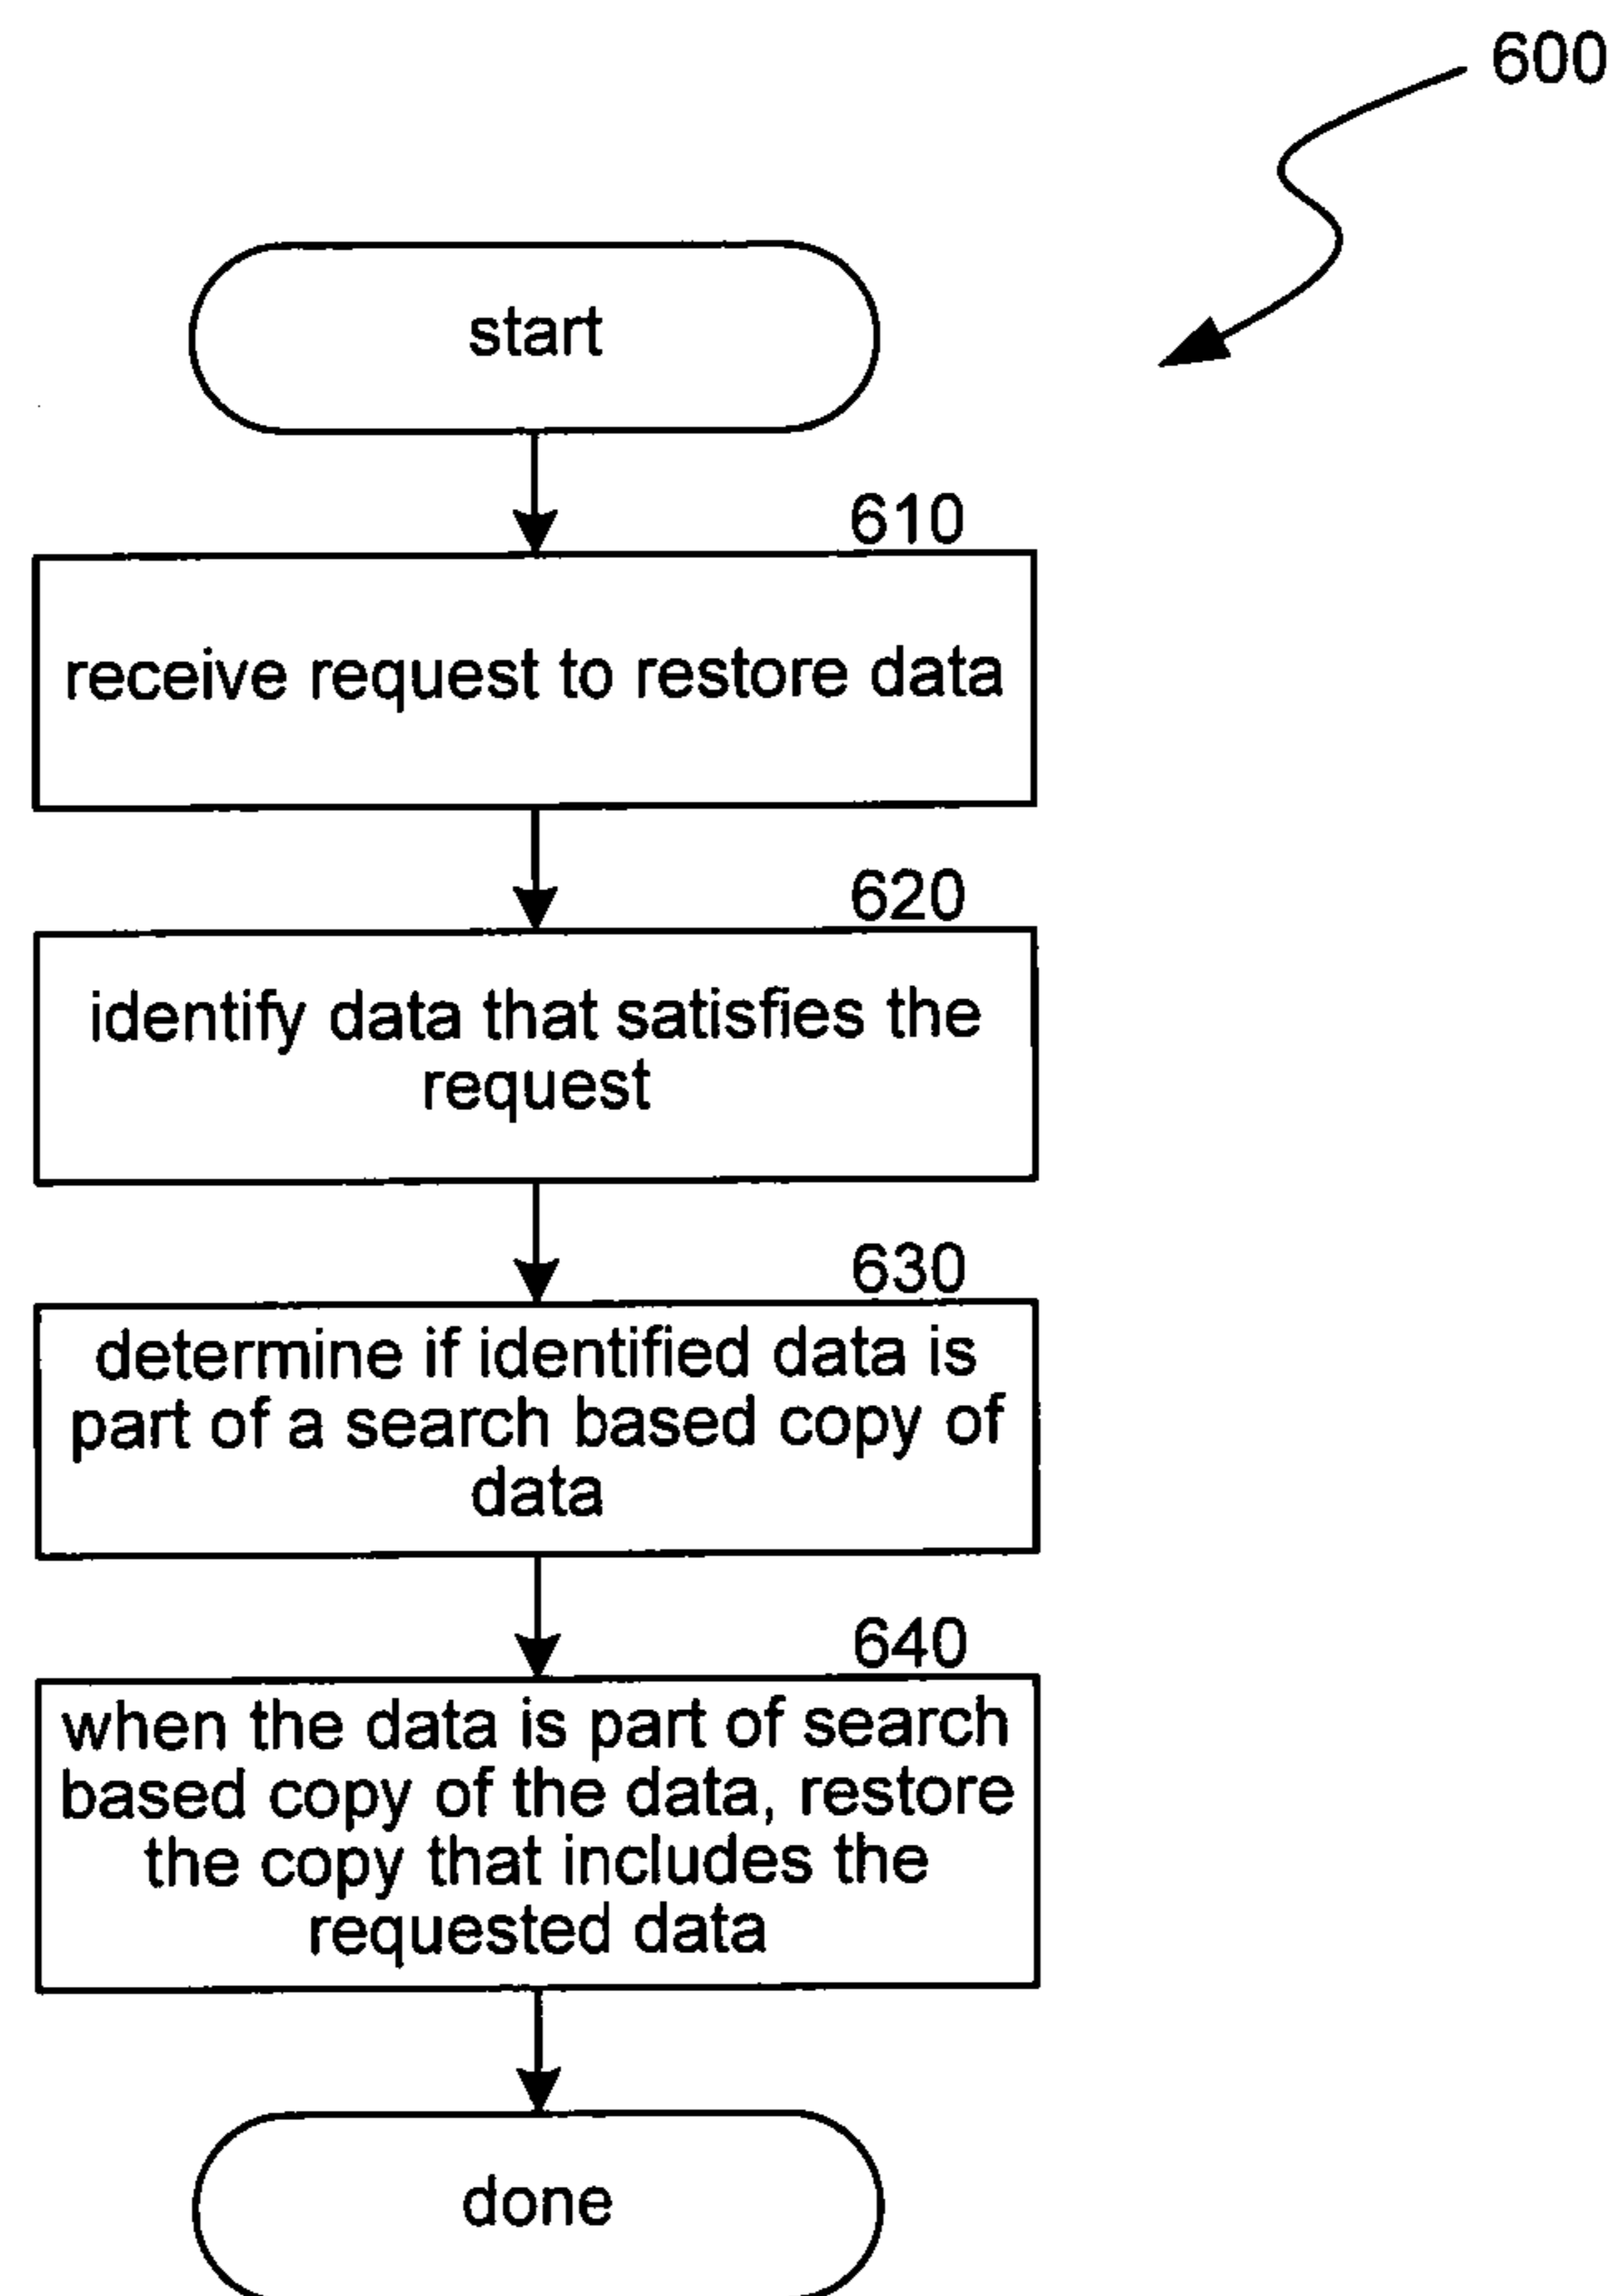 600
start
610
receive request to restore data
620
identify data that satisfies the
request
630
determine if identified data is
part of a search based copy of
data
640
when the data is part of search
based copy of the data, restore
the copy that includes the
requested data
done